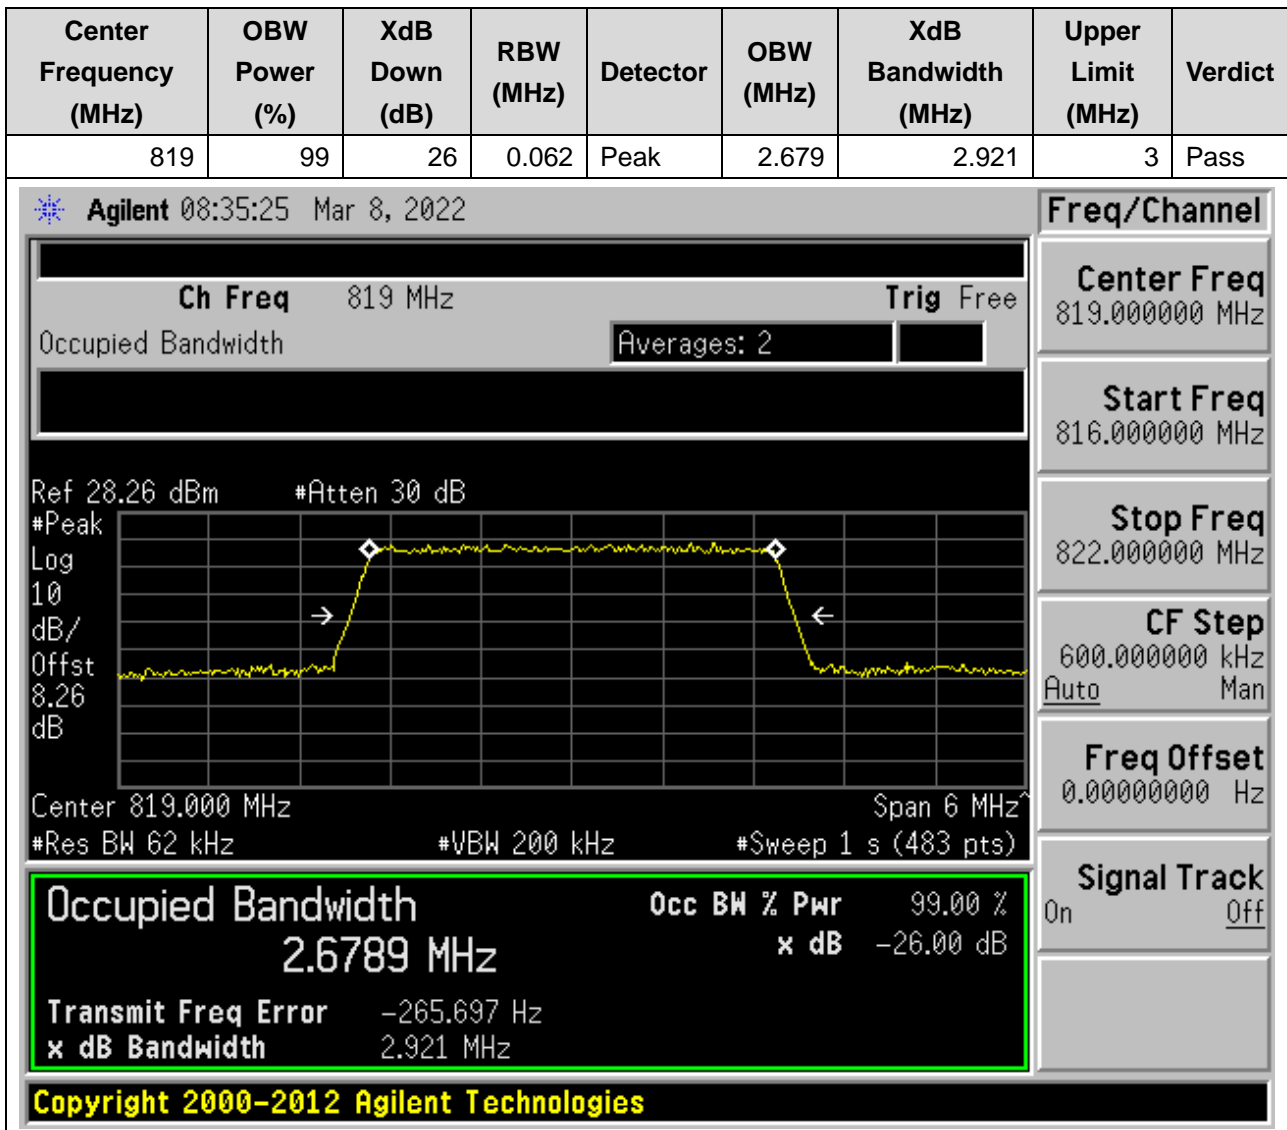 Center Frequency (MHz) OBW Power (%) XdB Down (dB) RBW (MHz) Detector OBW (MHz) XdB Bandwidth (MHz) Upper Limit (MHz) Verdict
819 99 26 0.062 Peak 2.679 2.921 3 Pass
Agilent 08:35:25 Mar 8, 2022
Ch Freq 819 MHz Trig Free
Occupied Bandwidth Averages: 2
Ref 28.26 dBm #Atten 30 dB
#Peak
Log
10
dB/
Offst
8.26
dB
Center 819.000 MHz Span 6 MHz^
#Res BW 62 kHz #VBW 200 kHz #Sweep 1 s (483 pts)
Occupied Bandwidth Occ BW % Pwr 99.00 %
2.6789 MHz x dB -26.00 dB
Transmit Freq Error -265.697 Hz
x dB Bandwidth 2.921 MHz
Copyright 2000-2012 Agilent Technologies
Freq/Channel
Center Freq
819.000000 MHz
Start Freq
816.000000 MHz
Stop Freq
822.000000 MHz
CF Step
600.000000 kHz
Auto Man
Freq Offset
0.00000000 Hz
Signal Track
On Off